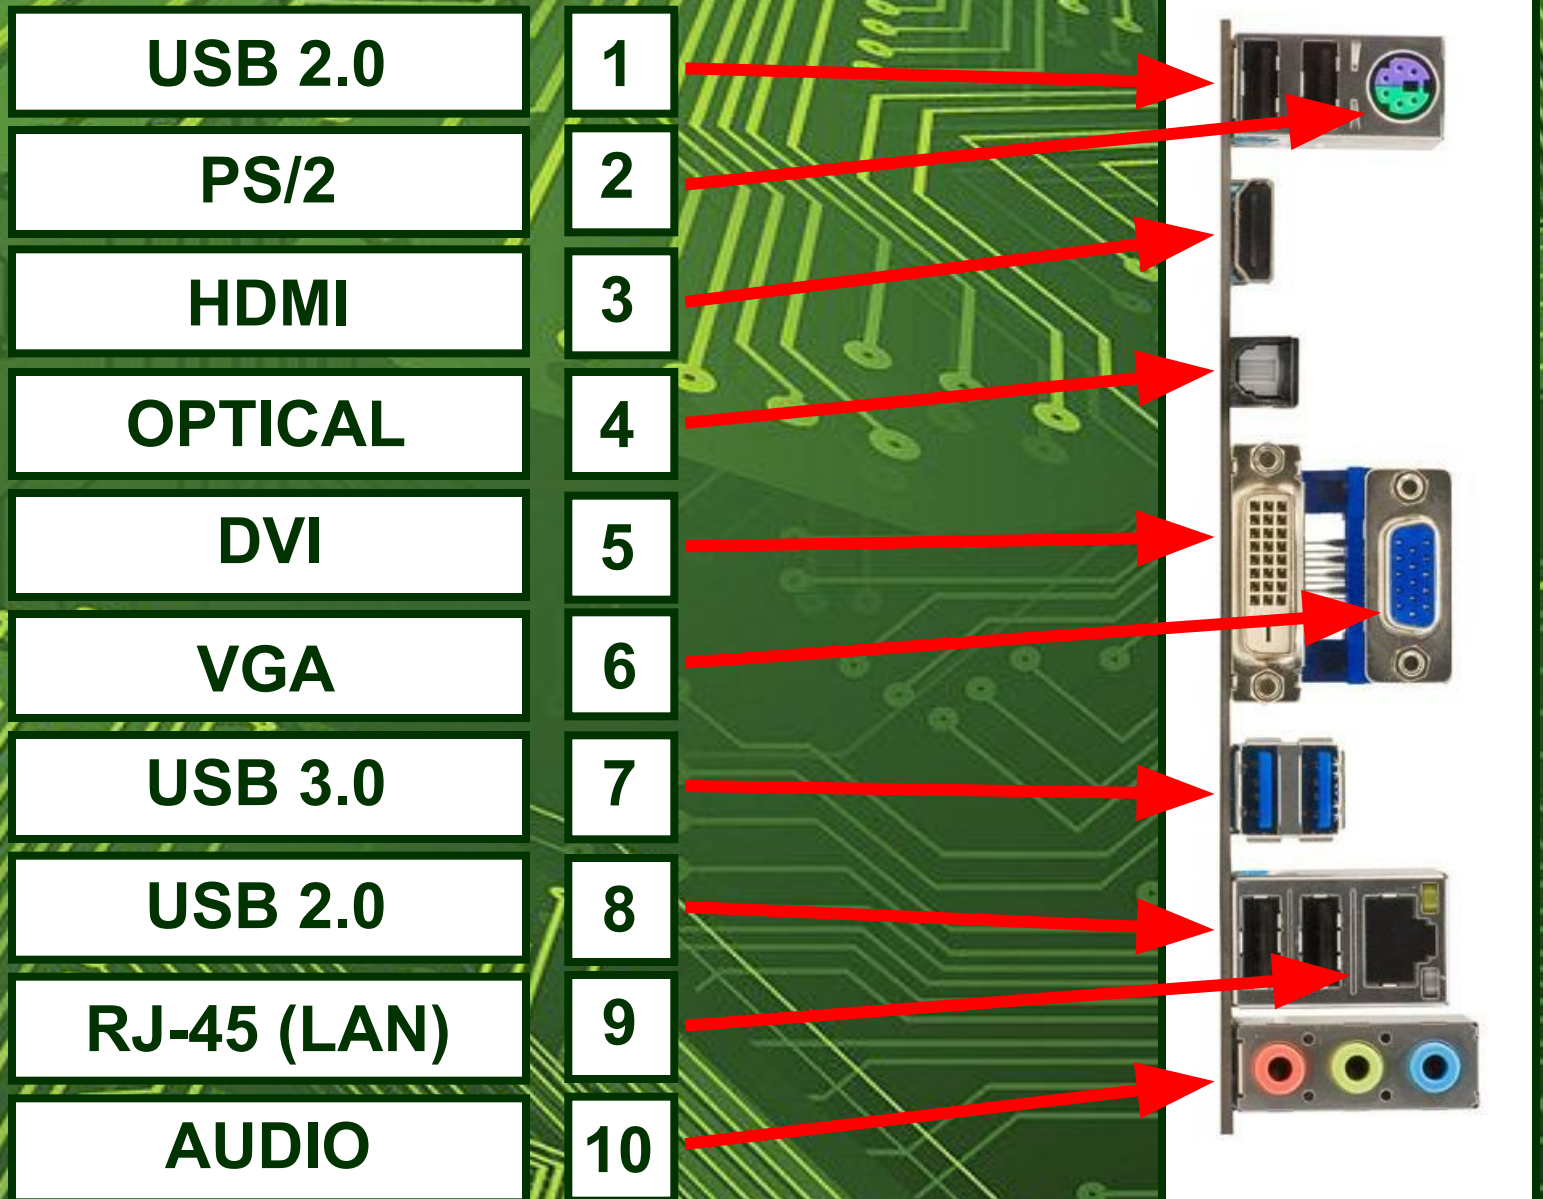 USB 2.0 1
PS/2 2
HDMI 3
OPTICAL 4
DVI 5
VGA 6
USB 3.0 7
USB 2.0 8
RJ-45 (LAN) 9
AUDIO 10